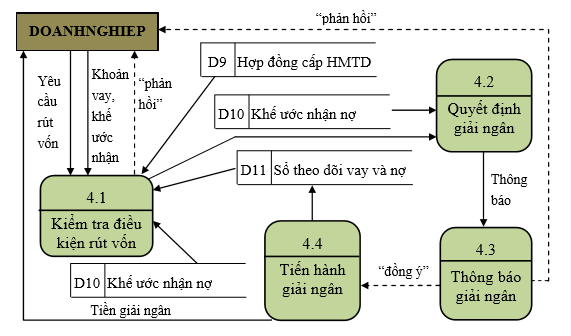 "phản hồi"
DOANHNGHIEP
D9 Hợp đồng cấp HMTD
4.2
Quyết định
giải ngân
Yêu
cầu rút
vốn
Khoản
vay,
khế
ước
nhận
"phản
hồi"
D10 Khế ước nhận nợ
D11 Sổ theo dõi vay và nợ
Thông
báo
4.1
Kiểm tra điều
kiện rút vốn
4.4
Tiến hành
giải ngân
4.3
Thông báo
giải ngân
"đồng ý"
D10 Khế ước nhận nợ
Tiền giải ngân